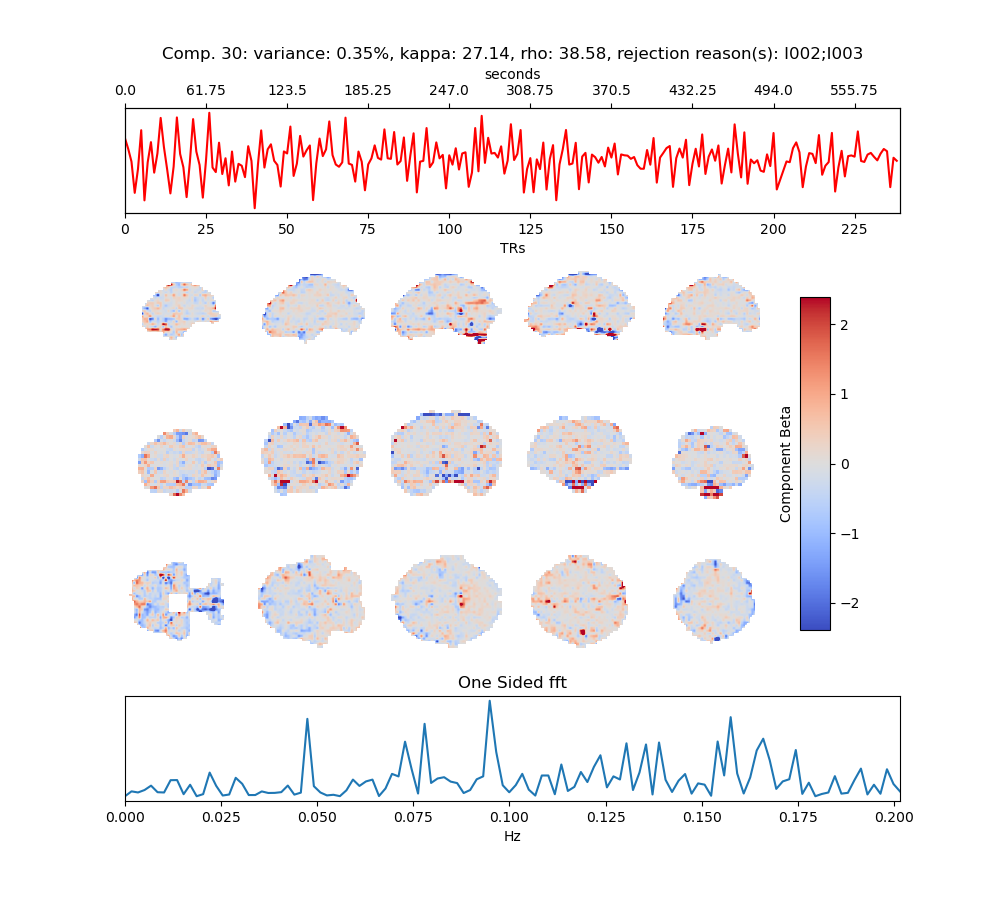 Comp. 30: variance: 0.35%, kappa: 27.14, rho: 38.58, rejection reason(s): I002;I003
seconds
0.0 61.75 123.5 185.25 247.0 308.75 370.5 432.25 494.0 555.75
0 25 50 75 100 125 150 175 200 225
TRs
2
1
0
−1
−2
Component Beta
One Sided fft
0.000 0.025 0.050 0.075 0.100 0.125 0.150 0.175 0.200
Hz